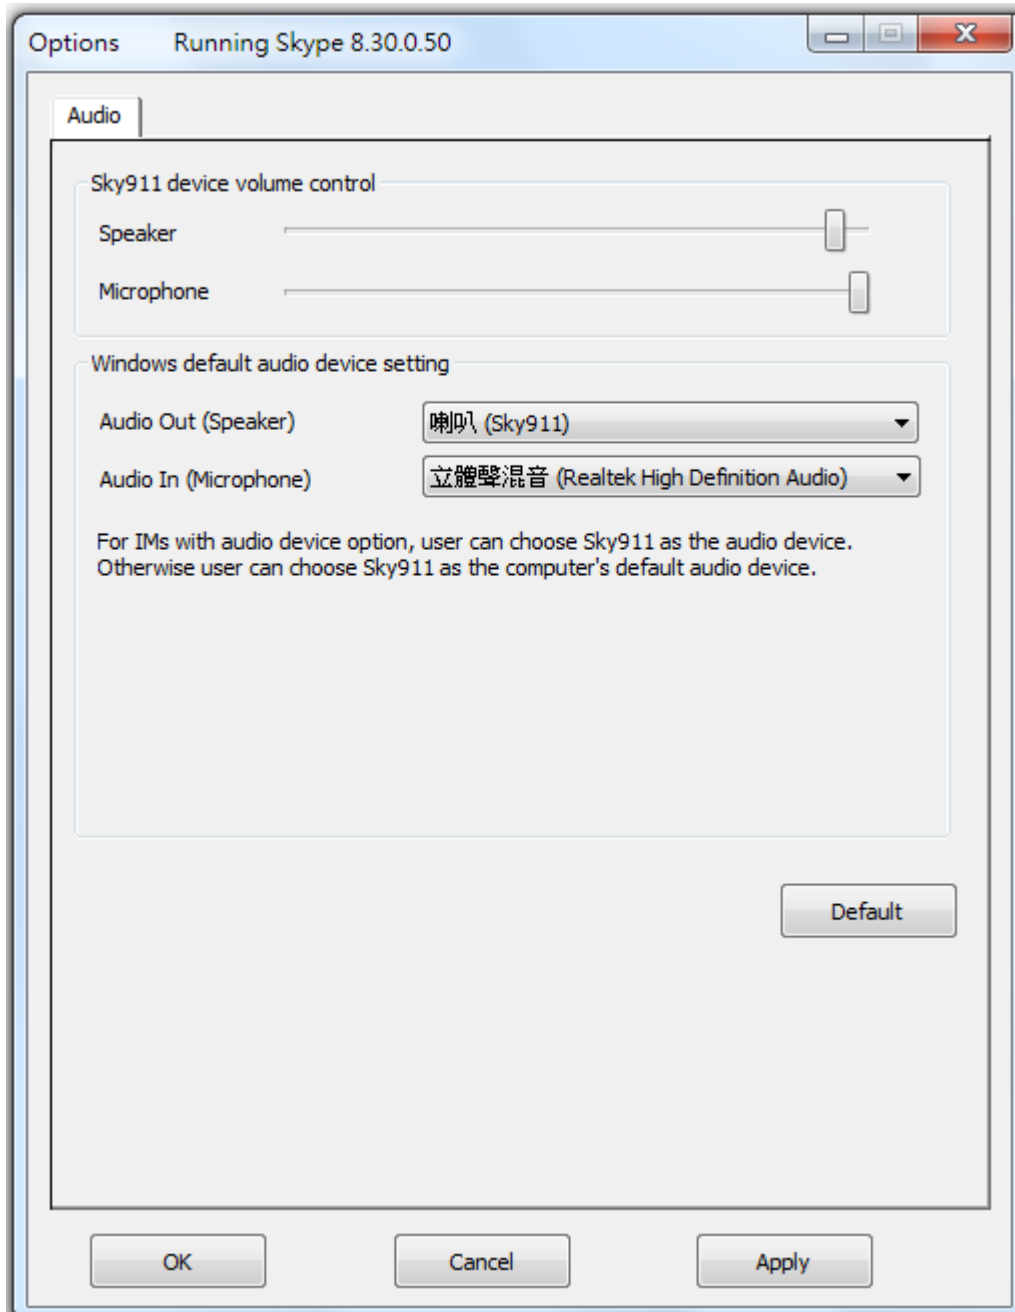 Options Running Skype 8.30.0.50
Audio
Sky911 device volume control
Speaker
Microphone
Windows default audio device setting
Audio Out (Speaker) 喇叭 (Sky911)
Audio In (Microphone) 立體聲混音 (Realtek High Definition Audio)
For IMs with audio device option, user can choose Sky911 as the audio device.
Otherwise user can choose Sky911 as the computer's default audio device.
Default
OK Cancel Apply